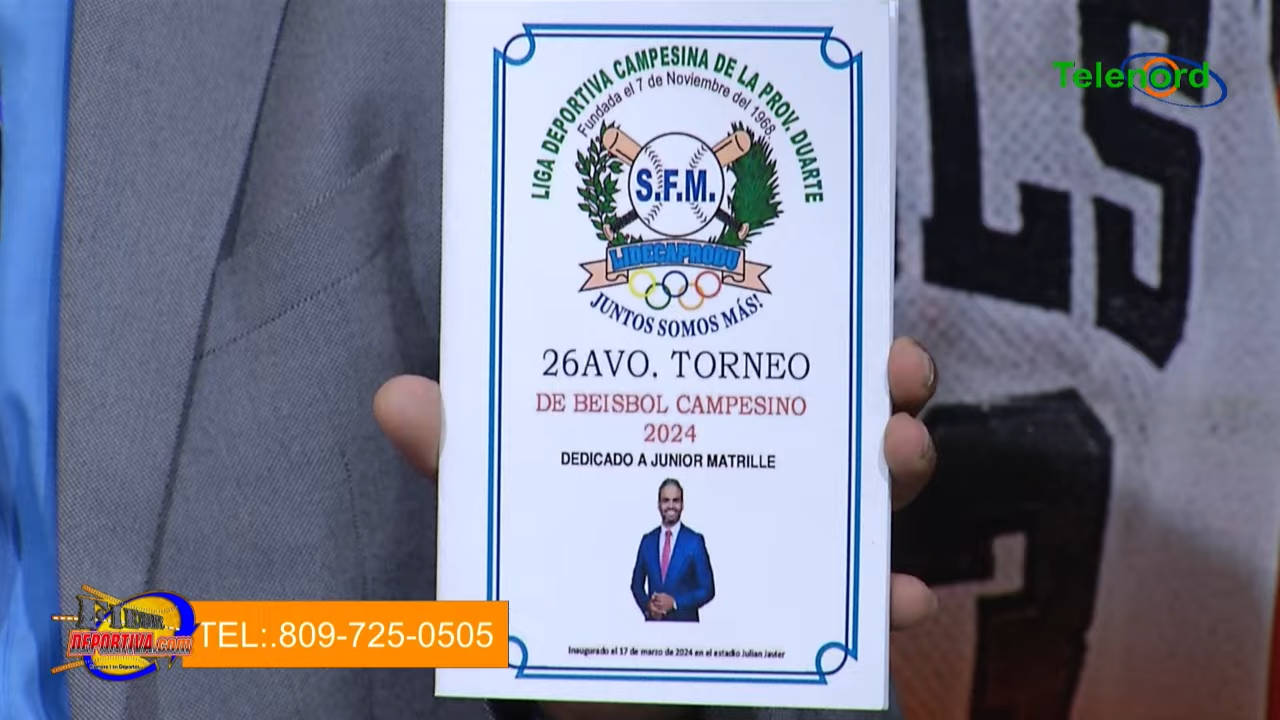 Telenord
LIGA DEPORTIVA CAMPESINA DE LA PROV. DUARTE
Fundada el 7 de Noviembre del 1968.
S.F.M.
LIDECAPRODU
JUNTOS SOMOS MÁS!
26AVO. TORNEO
DE BEISBOL CAMPESINO
2024
DEDICADO A JUNIOR MATRILLE
Inaugurado el 17 de marzo de 2024 en el estadio Julian Javier
DEPORTIVA.com
TEL:.809-725-0505